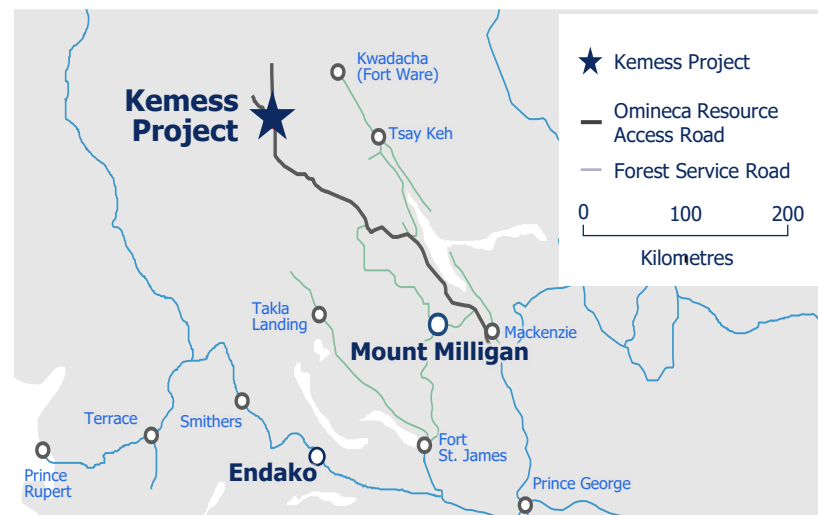 Kwadacha
(Fort Ware)
Kemess
Project
Tsay Keh
Kemess Project
Omineca Resource
Access Road
Forest Service Road
0 100 200
Kilometres
Takla
Landing
Mackenzie
Mount Milligan
Terrace
Smithers
Fort
St. James
Endako
Prince
Rupert
Prince George